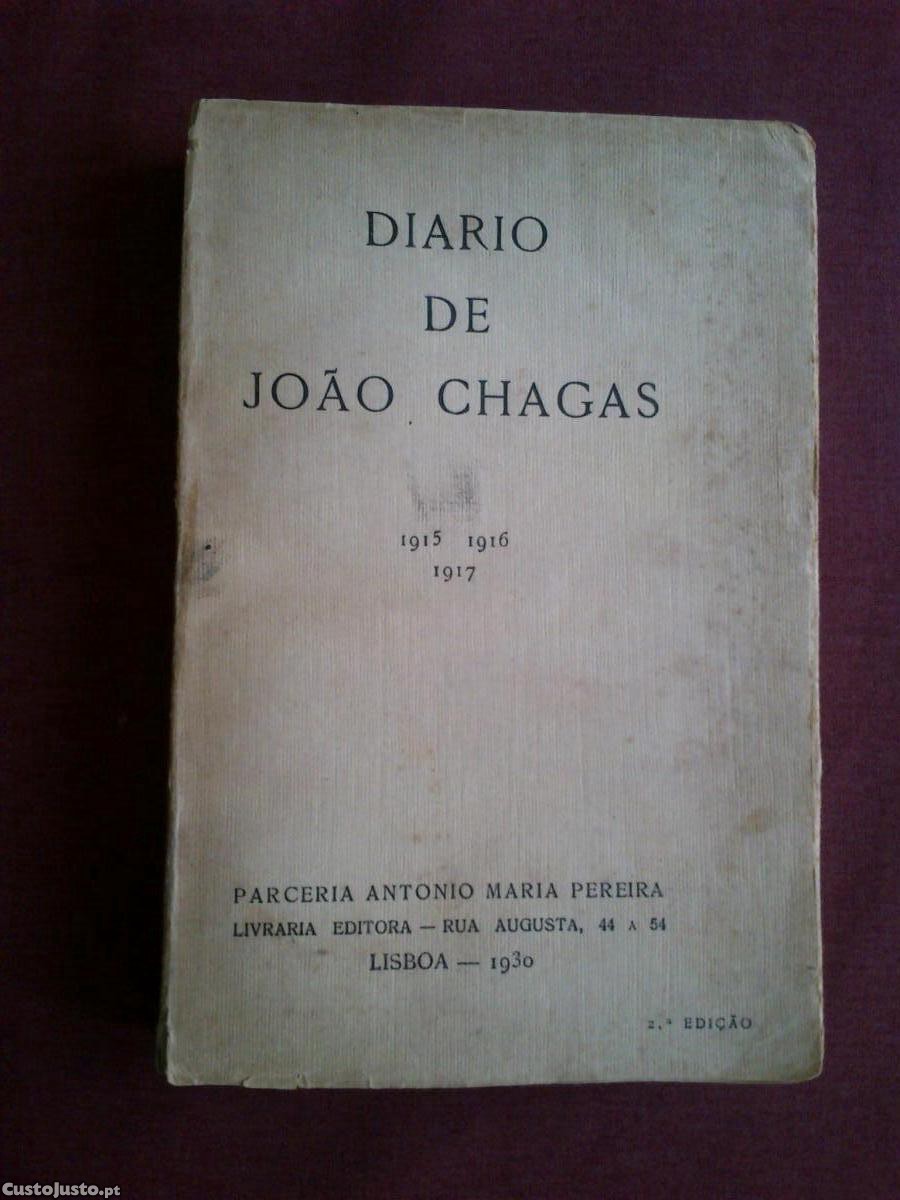 DIARIO
DE
JOÃO CHAGAS
1915 1916
1917
PARCERIA ANTONIO MARIA PEREIRA
LIVRARIA EDITORA — RUA AUGUSTA, 44 A 54
LISBOA — 1930
2.ª EDIÇÃO
CustoJusto.pt